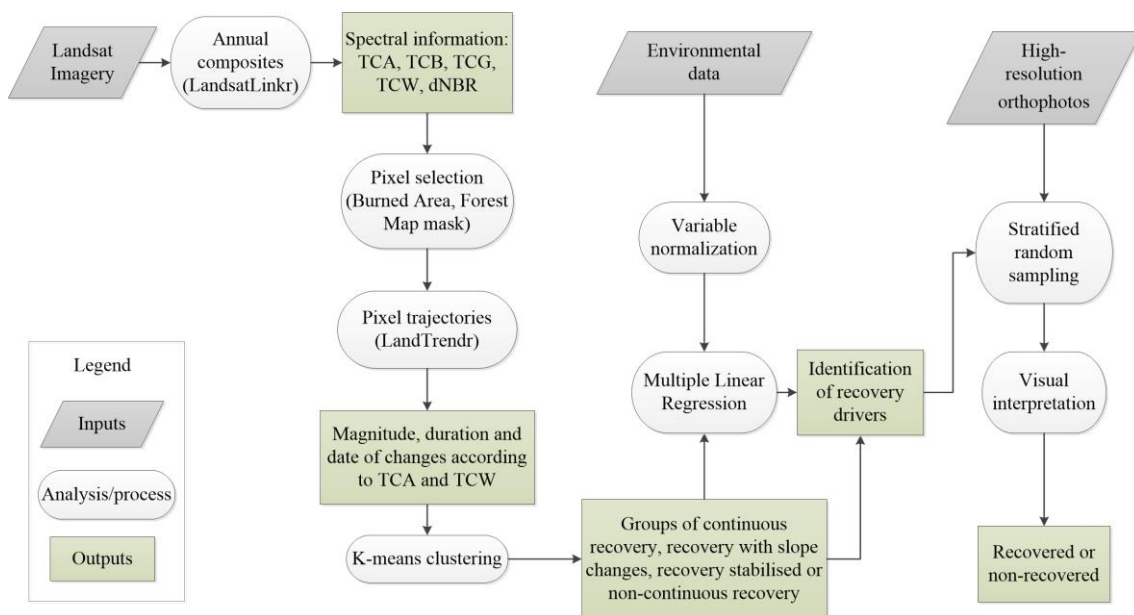 Landsat
Imagery
Annual
composites
(LandsatLinkr)
Spectral information:
TCA, TCB, TCG,
TCW, dNBR
Pixel selection
(Burned Area, Forest
Map mask)
Pixel trajectories
(LandTrendr)
Magnitude, duration and
date of changes according
to TCA and TCW
K-means clustering
Groups of continuous
recovery, recovery with slope
changes, recovery stabilised or
non-continuous recovery
Environmental
data
Variable
normalization
Multiple Linear
Regression
Identification
of recovery
drivers
High-
resolution
orthophotos
Stratified
random
sampling
Visual
interpretation
Recovered or
non-recovered
Legend
Inputs
Analysis/process
Outputs